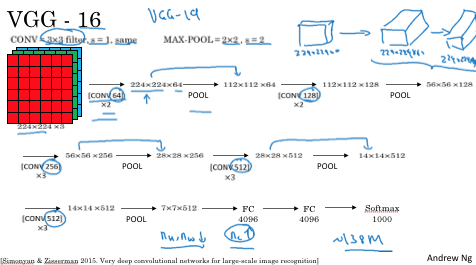 VGG - 16 VGG-19
CONV = 3×3 filter, s = 1, same MAX-POOL = 2×2 , s = 2
224×224×3
[CONV 64] ×2 224×224×64 POOL 112×112×64 [CONV 128] ×2 112×112×128 POOL 56×56×128
224×224×3
[CONV 256] ×3 56×56×256 POOL 28×28×256 [CONV 512] ×3 28×28×512 POOL 14×14×512
[CONV 512] ×3 14×14×512 POOL 7×7×512 FC 4096 FC 4096 Softmax 1000
n_H, n_W ↓ n_C ↑ ~138M
[Simonyan & Zisserman 2015. Very deep convolutional networks for large-scale image recognition] Andrew N